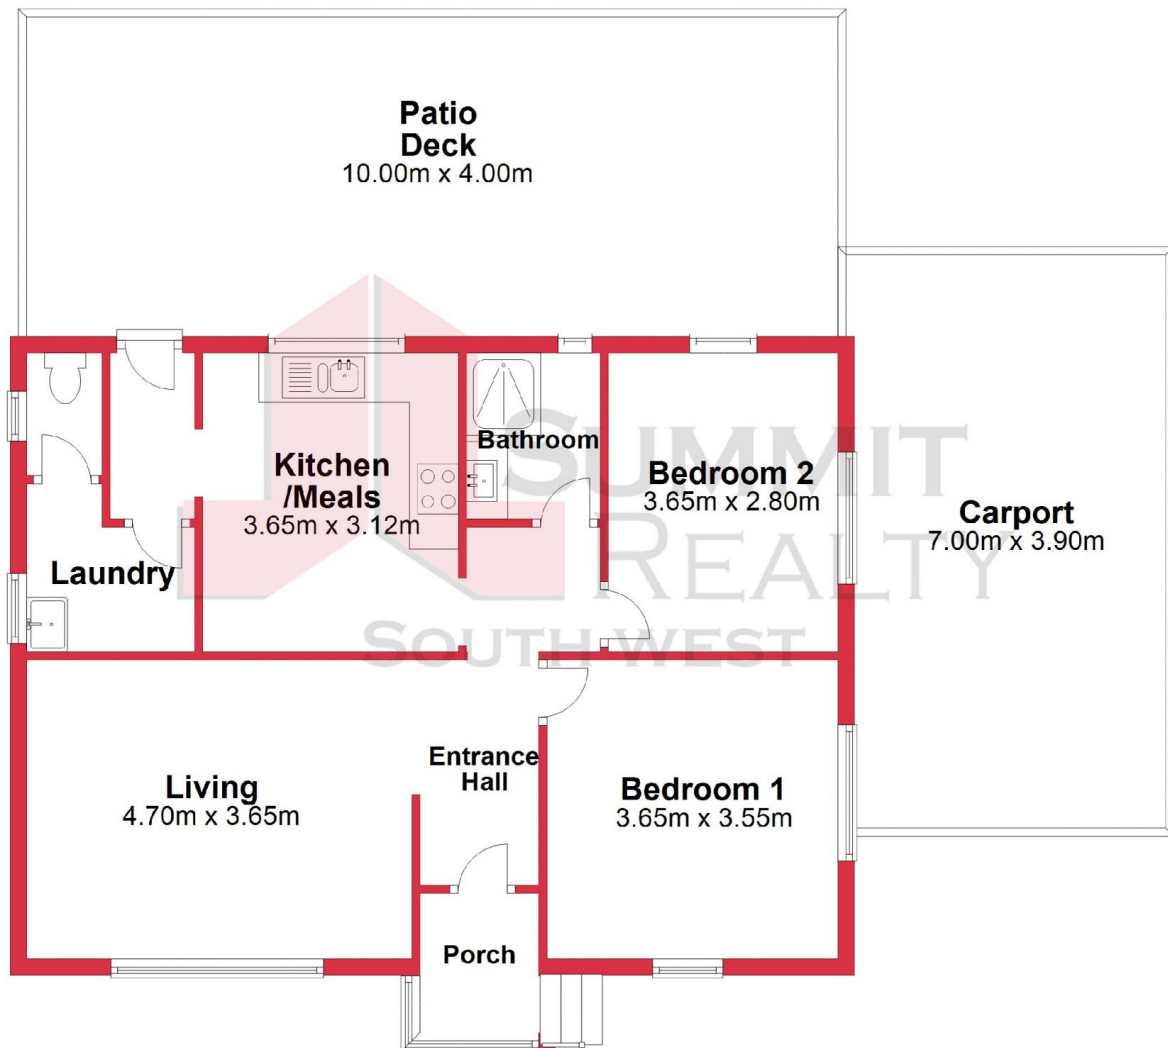 Patio
Deck
10.00m x 4.00m
Kitchen
/Meals
3.65m x 3.12m
Bathroom
Bedroom 2
3.65m x 2.80m
Carport
7.00m x 3.90m
Laundry
SUMMIT
REALTY
SOUTH WEST
Living
4.70m x 3.65m
Entrance
Hall
Bedroom 1
3.65m x 3.55m
Porch